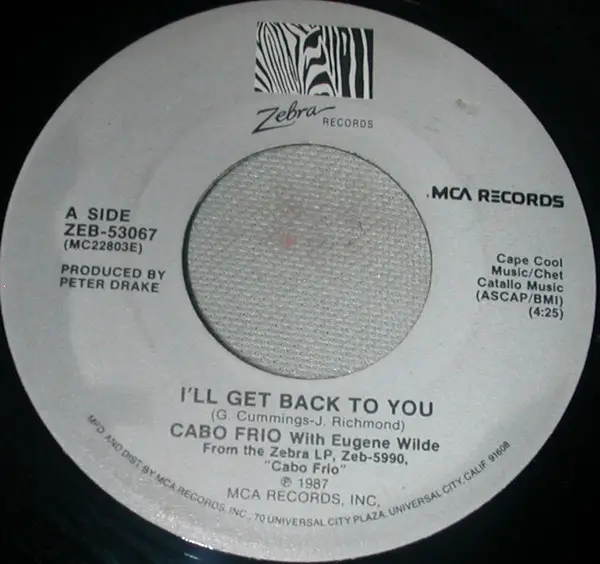 Zebra
RECORDS
MCA RECORDS
A SIDE
ZEB-53067
(MC22803E)
PRODUCED BY
PETER DRAKE
Cape Cool
Music/Chet
Catallo Music
(ASCAP/BMI)
(4:25)
I'LL GET BACK TO YOU
(G. Cummings-J. Richmond)
CABO FRIO With Eugene Wilde
From the Zebra LP, Zeb-5990,
"Cabo Frio"
℗ 1987
MCA RECORDS, INC.
MFD. AND DIST BY MCA RECORDS, INC., 70 UNIVERSAL CITY PLAZA, UNIVERSAL CITY, CALIF. 91608